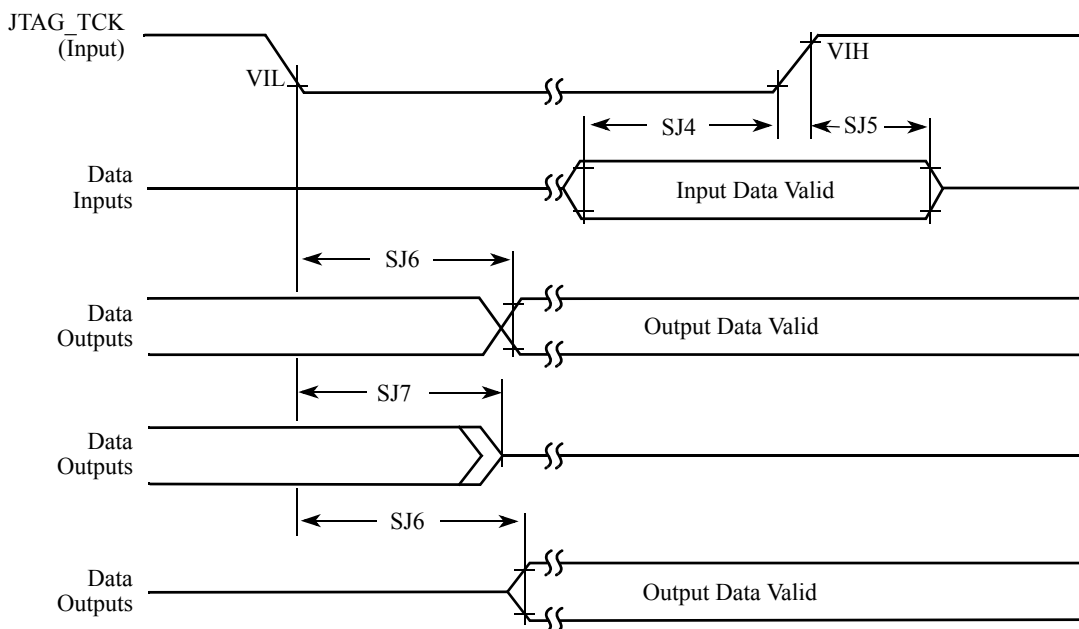 JTAG_TCK
(Input)
VIL
VIH
SJ4
SJ5
Data
Inputs
Input Data Valid
SJ6
Data
Outputs
Output Data Valid
SJ7
Data
Outputs
SJ6
Data
Outputs
Output Data Valid